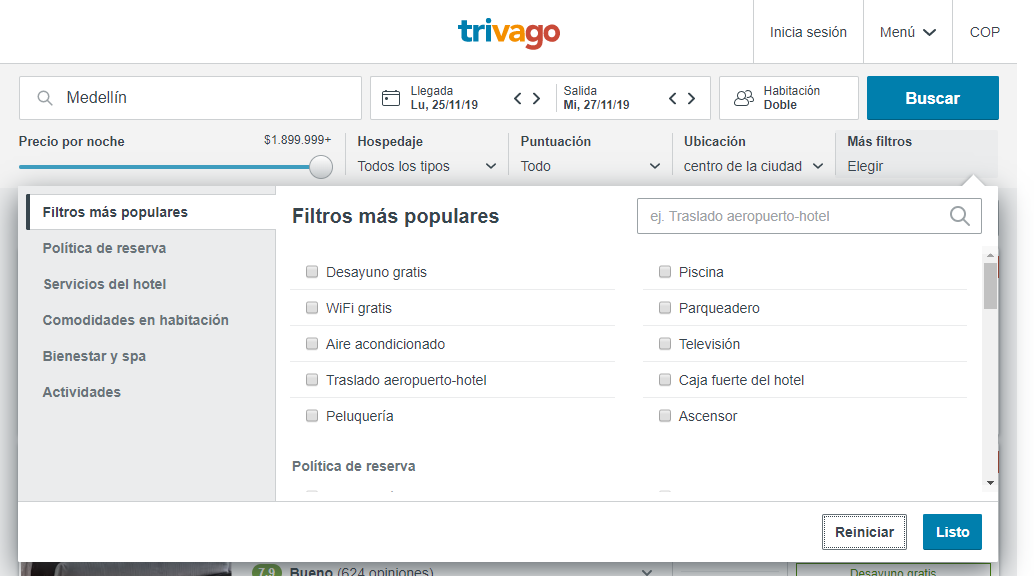 trivago
Inicia sesión
Menú
COP
Medellín
Llegada
Lu, 25/11/19
Salida
Mi, 27/11/19
Habitación
Doble
Buscar
Precio por noche
$1.899.999+
Hospedaje
Todos los tipos
Puntuación
Todo
Ubicación
centro de la ciudad
Más filtros
Elegir
Filtros más populares
Política de reserva
Servicios del hotel
Comodidades en habitación
Bienestar y spa
Actividades
Filtros más populares
ej. Traslado aeropuerto-hotel
Desayuno gratis
Piscina
WiFi gratis
Parqueadero
Aire acondicionado
Televisión
Traslado aeropuerto-hotel
Caja fuerte del hotel
Peluquería
Ascensor
Política de reserva
Reiniciar
Listo
7,9 Bueno (624 opiniones)
Desayuno gratis